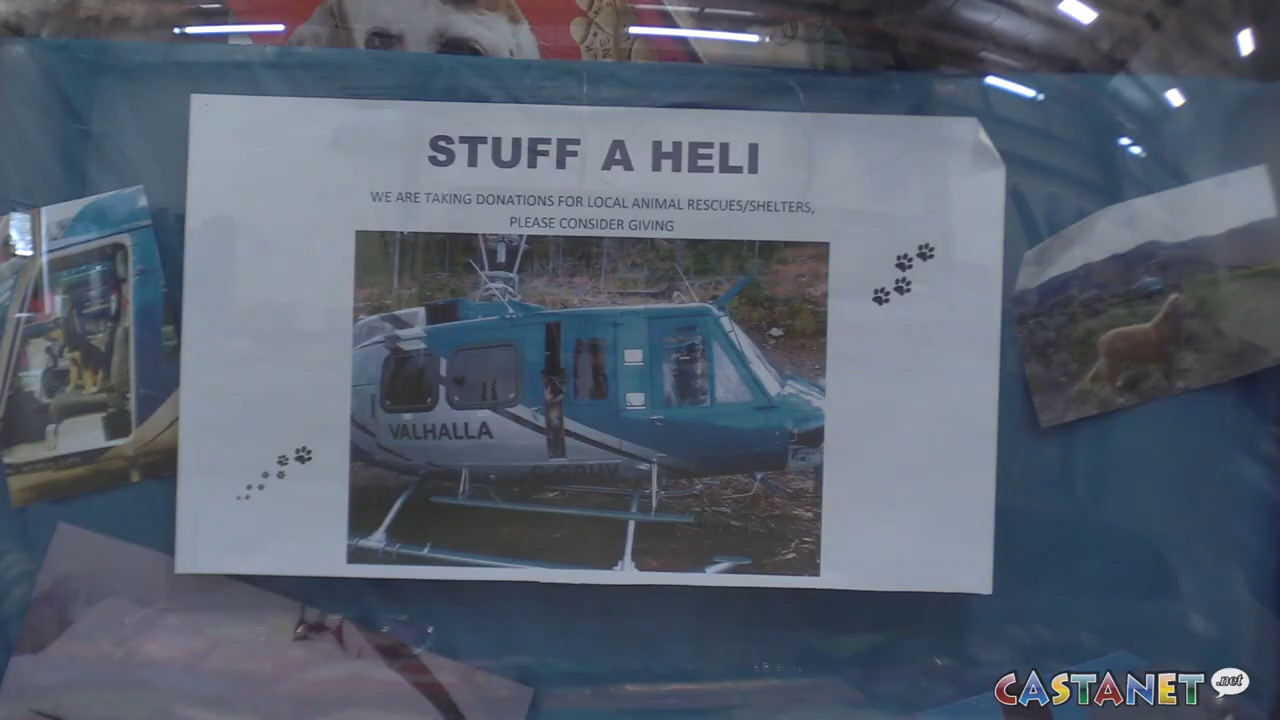 STUFF A HELI
WE ARE TAKING DONATIONS FOR LOCAL ANIMAL RESCUES/SHELTERS,
PLEASE CONSIDER GIVING
VALHALLA
CASTANET .net